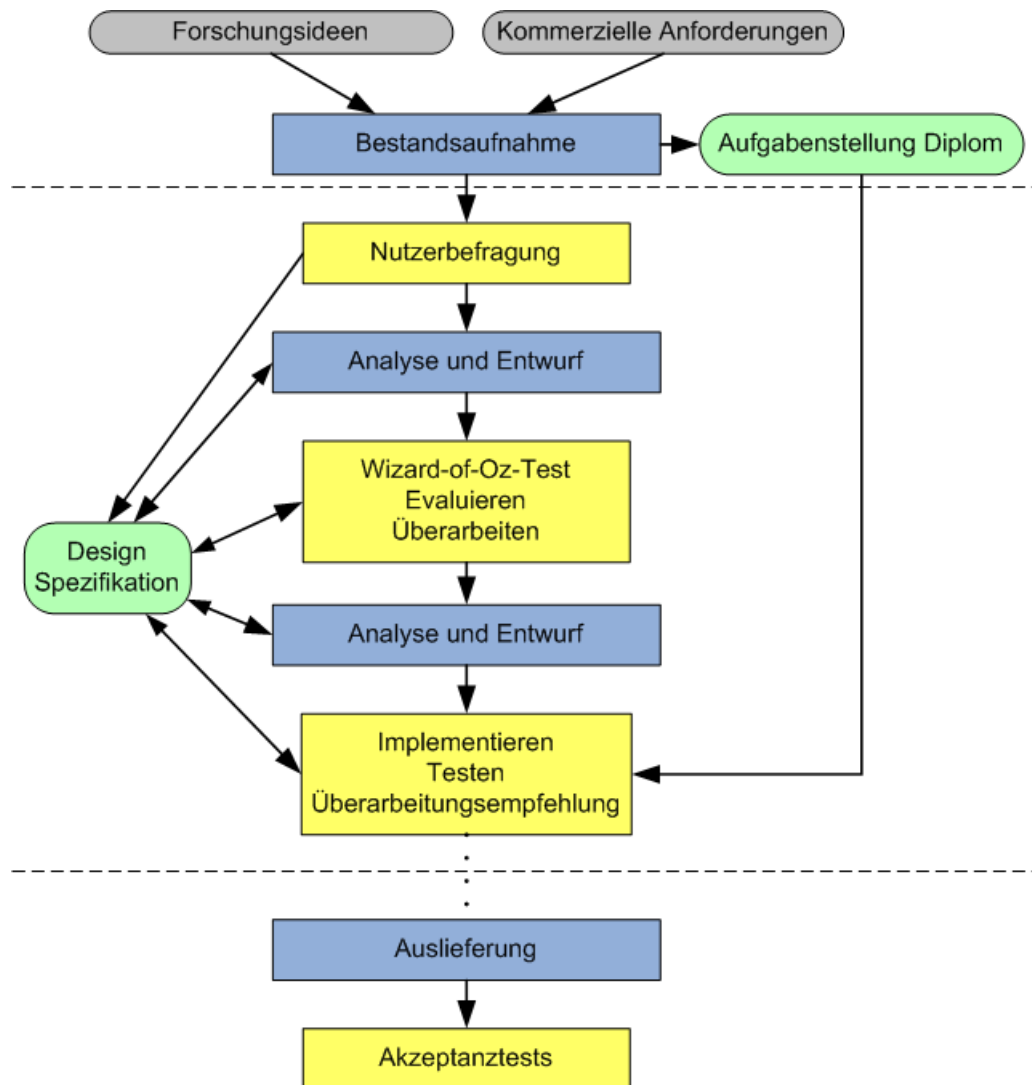 Forschungsideen
Kommerzielle Anforderungen
Bestandsaufnahme
Aufgabenstellung Diplom
Nutzerbefragung
Analyse und Entwurf
Wizard-of-Oz-Test
Evaluieren
Überarbeiten
Design
Spezifikation
Analyse und Entwurf
Implementieren
Testen
Überarbeitungsempfehlung
Auslieferung
Akzeptanztests